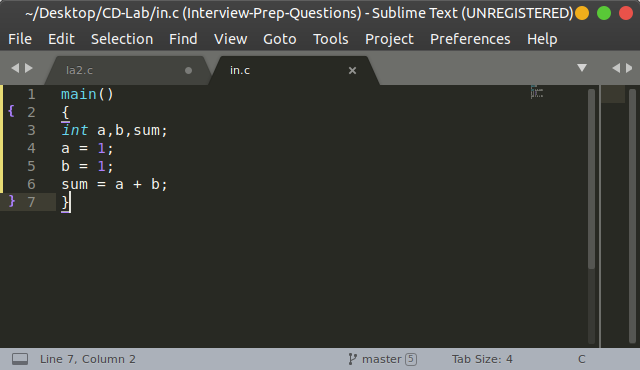 ~/Desktop/CD-Lab/in.c (Interview-Prep-Questions) - Sublime Text (UNREGISTERED)
File Edit Selection Find View Goto Tools Project Preferences Help
la2.c in.c
1 main()
{ 2 {
3 int a,b,sum;
4 a = 1;
5 b = 1;
6 sum = a + b;
} 7 }
Line 7, Column 2 master 5 Tab Size: 4 C